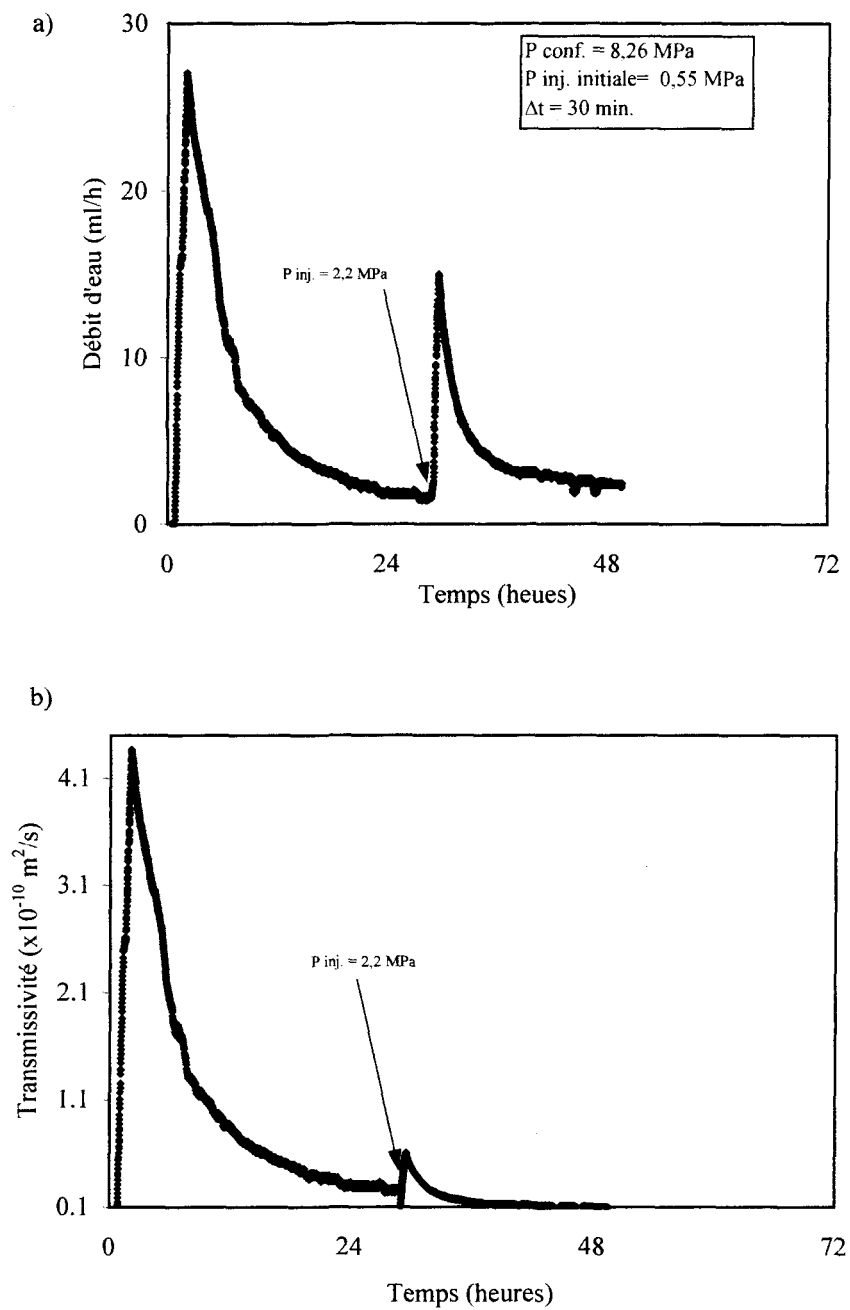 a)
30
20
10
0
Débit d'eau (ml/h)
P conf. = 8,26 MPa
P inj. initiale= 0,55 MPa
Δt = 30 min.
P inj. = 2,2 MPa
0 24 48 72
Temps (heues)
b)
4.1
3.1
2.1
1.1
0.1
Transmissivité (x10⁻¹⁰ m²/s)
P inj. = 2,2 MPa
0 24 48 72
Temps (heures)